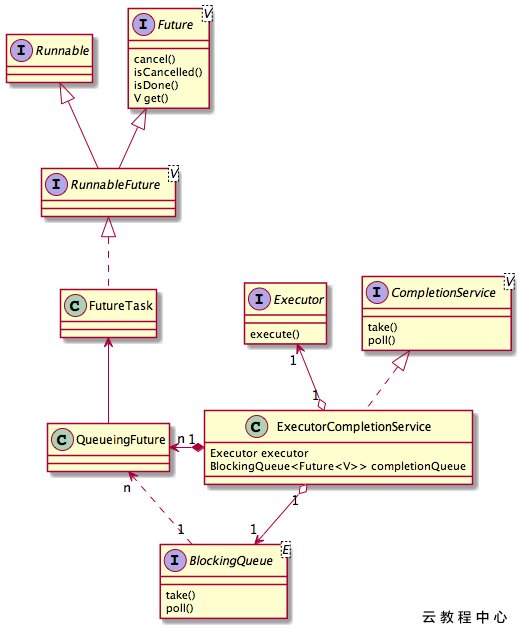 I Future V
I Runnable
cancel()
isCancelled()
isDone()
V get()
I RunnableFuture V
C FutureTask
I Executor
execute()
I CompletionService V
take()
poll()
1
1
C QueueingFuture
n 1
C ExecutorCompletionService
Executor executor
BlockingQueue<Future<V>> completionQueue
n
1
1
1
I BlockingQueue E
take()
poll()
云教程中心